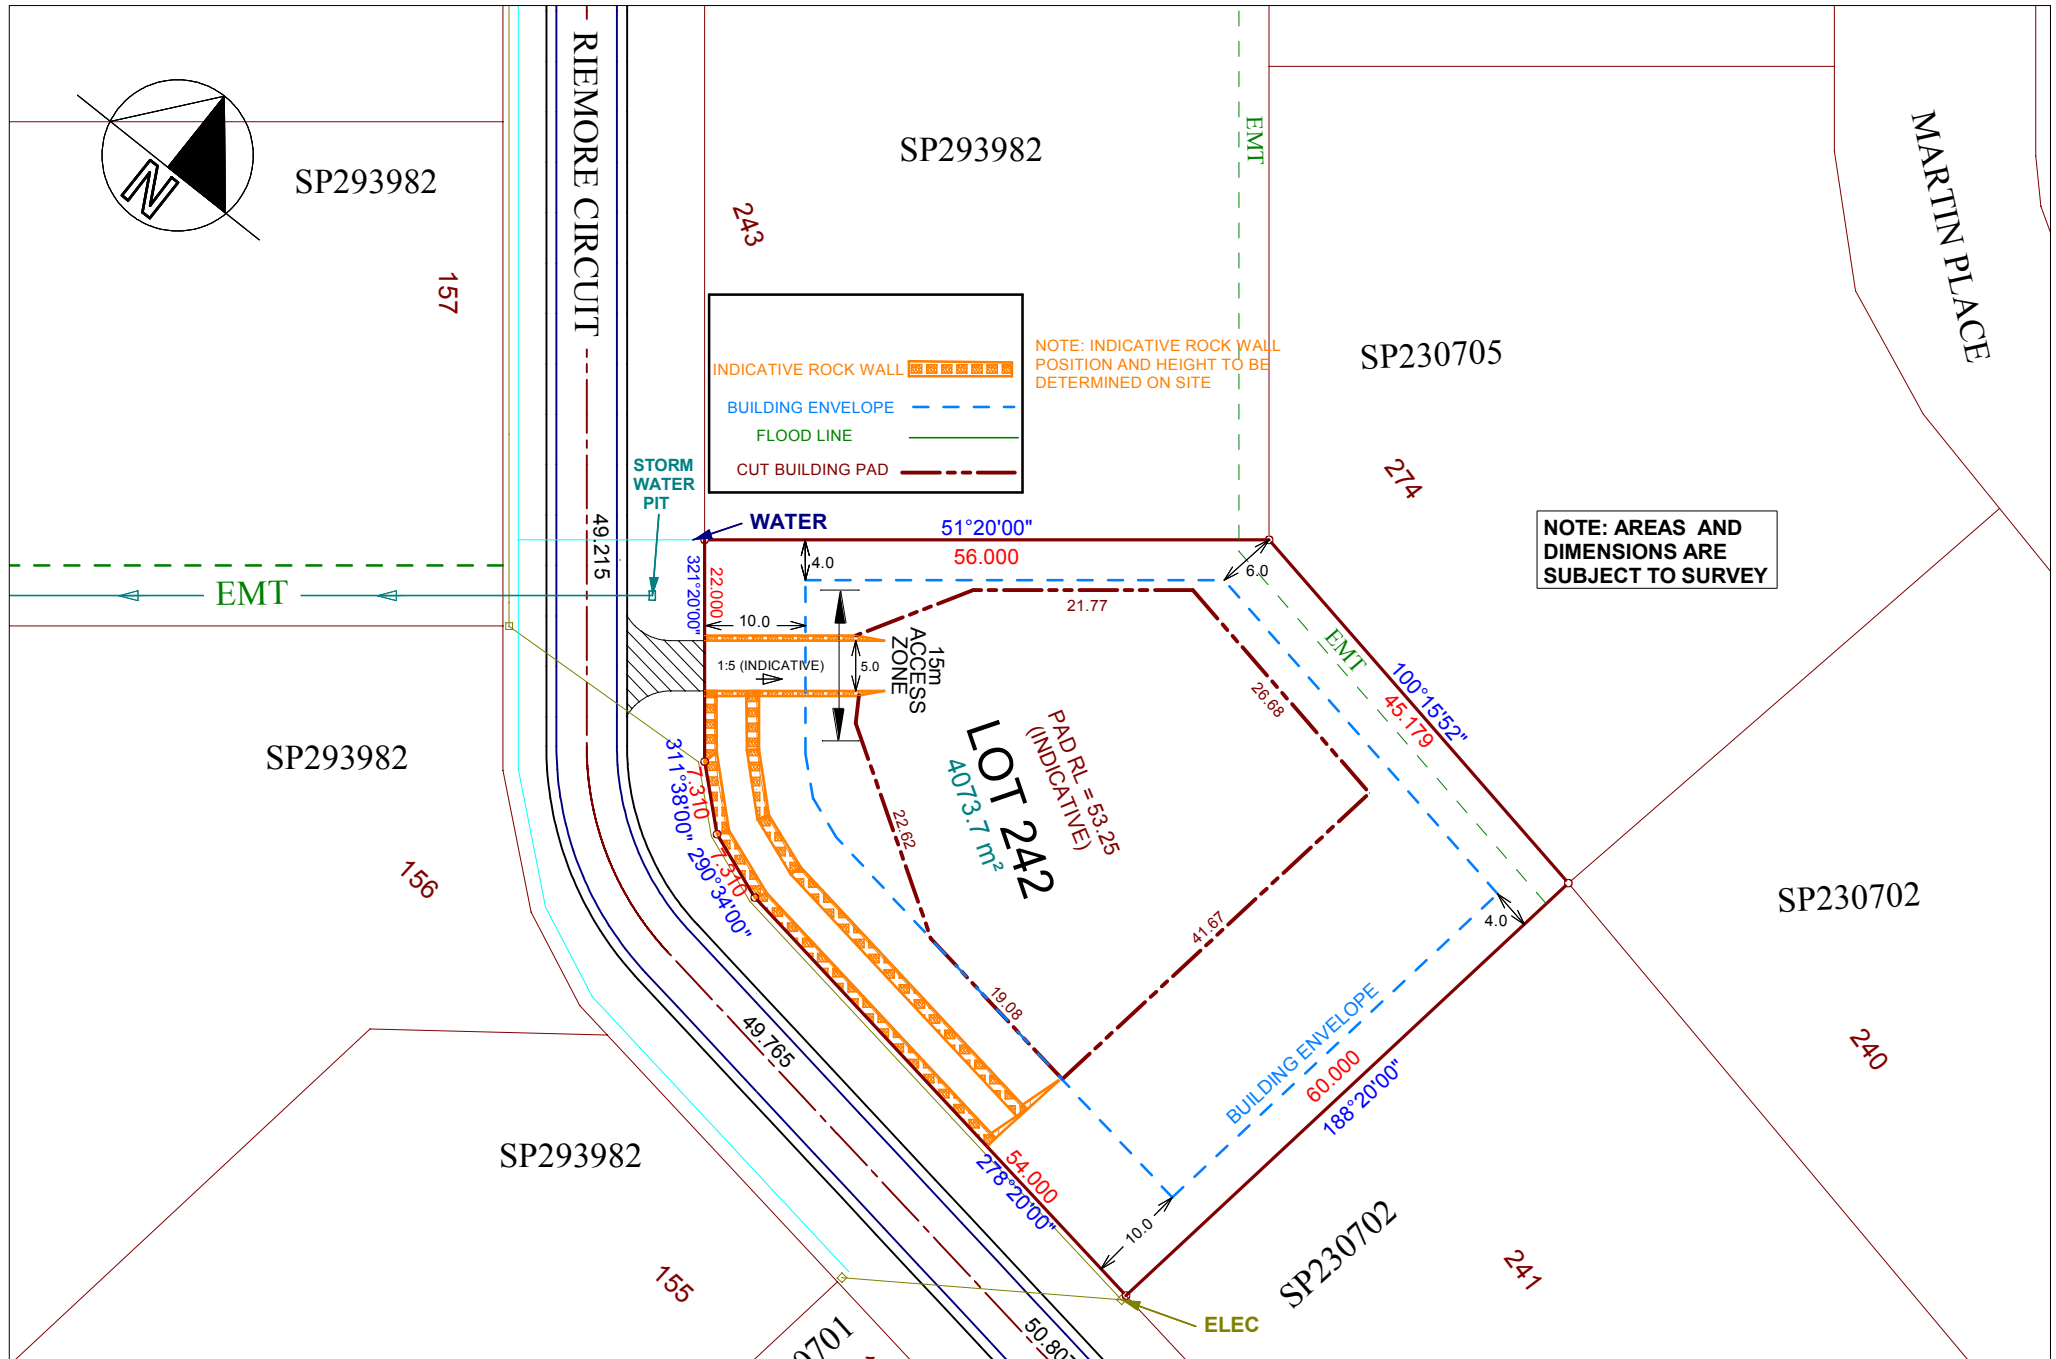 N
RIEMORE CIRCUIT
SP293982
SP293982
EMT
MARTIN PLACE
243
157
INDICATIVE ROCK WALL
BUILDING ENVELOPE
FLOOD LINE
CUT BUILDING PAD
NOTE: INDICATIVE ROCK WALL
POSITION AND HEIGHT TO BE
DETERMINED ON SITE
SP230705
274
STORM
WATER
PIT
49.215
WATER
51°20'00"
56.000
NOTE: AREAS AND
DIMENSIONS ARE
SUBJECT TO SURVEY
EMT
321°20'00"
22.000
4.0
6.0
21.77
10.0
15m
ACCESS
ZONE
1:5 (INDICATIVE)
5.0
EMT
100°15'52"
45.179
26.68
PAD RL = 53.25
(INDICATIVE)
LOT 242
4073.7 m²
SP293982
311°38'00"
7.310
290°34'00"
7.310
22.62
156
41.67
4.0
SP230702
19.08
49.765
BUILDING ENVELOPE
60.000
188°20'00"
240
SP293982
54.000
278°20'00"
10.0
SP230702
241
155
ELEC
0701
50.807